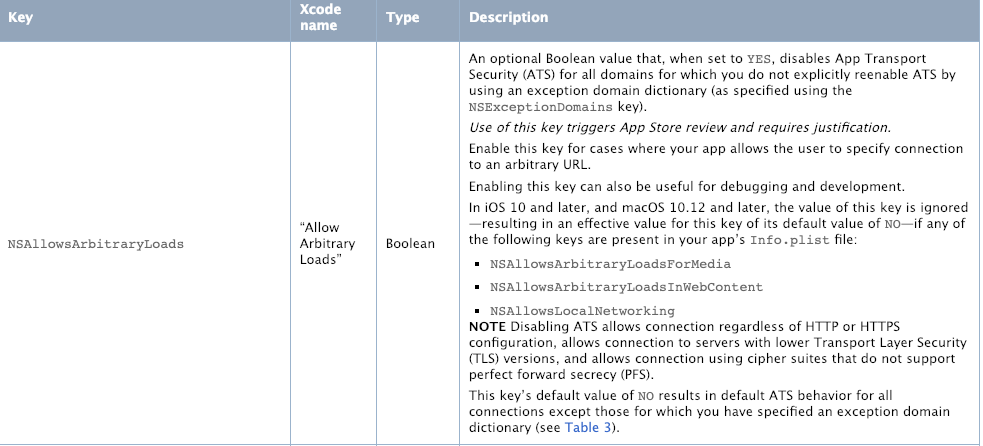 Key
Xcode
name
Type
Description
NSAllowsArbitraryLoads
“Allow
Arbitrary
Loads”
Boolean
An optional Boolean value that, when set to YES, disables App Transport
Security (ATS) for all domains for which you do not explicitly reenable ATS by
using an exception domain dictionary (as specified using the
NSExceptionDomains key).
Use of this key triggers App Store review and requires justification.
Enable this key for cases where your app allows the user to specify connection
to an arbitrary URL.
Enabling this key can also be useful for debugging and development.
In iOS 10 and later, and macOS 10.12 and later, the value of this key is ignored
—resulting in an effective value for this key of its default value of NO—if any of
the following keys are present in your app’s Info.plist file:
▪ NSAllowsArbitraryLoadsForMedia
▪ NSAllowsArbitraryLoadsInWebContent
▪ NSAllowsLocalNetworking
NOTE Disabling ATS allows connection regardless of HTTP or HTTPS
configuration, allows connection to servers with lower Transport Layer Security
(TLS) versions, and allows connection using cipher suites that do not support
perfect forward secrecy (PFS).
This key’s default value of NO results in default ATS behavior for all
connections except those for which you have specified an exception domain
dictionary (see Table 3).